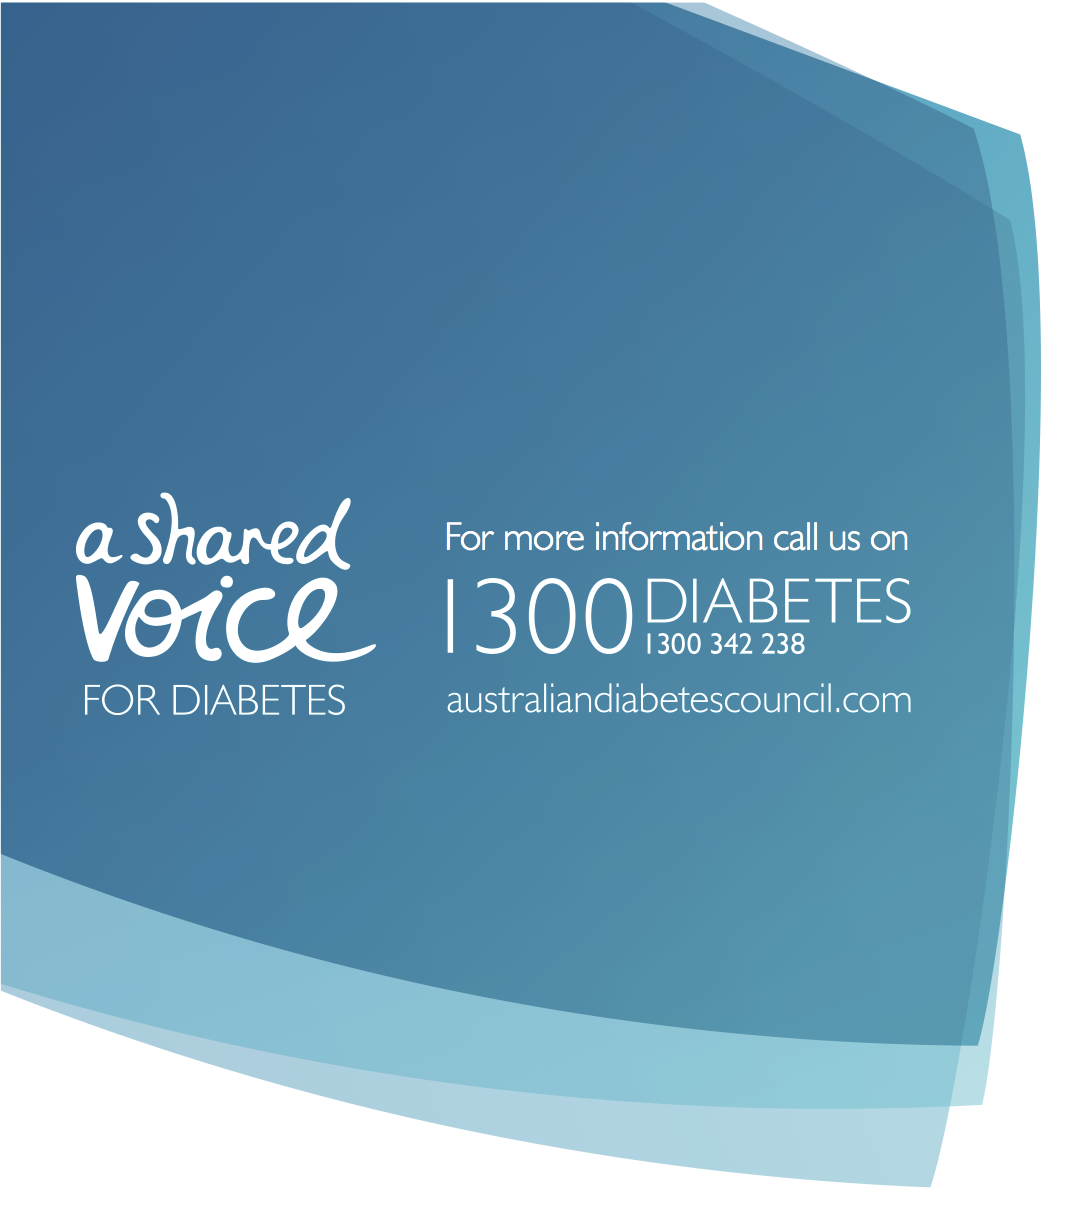 a shared
voice
FOR DIABETES
For more information call us on
1300 DIABETES
1300 342 238
australiandiabetescouncil.com